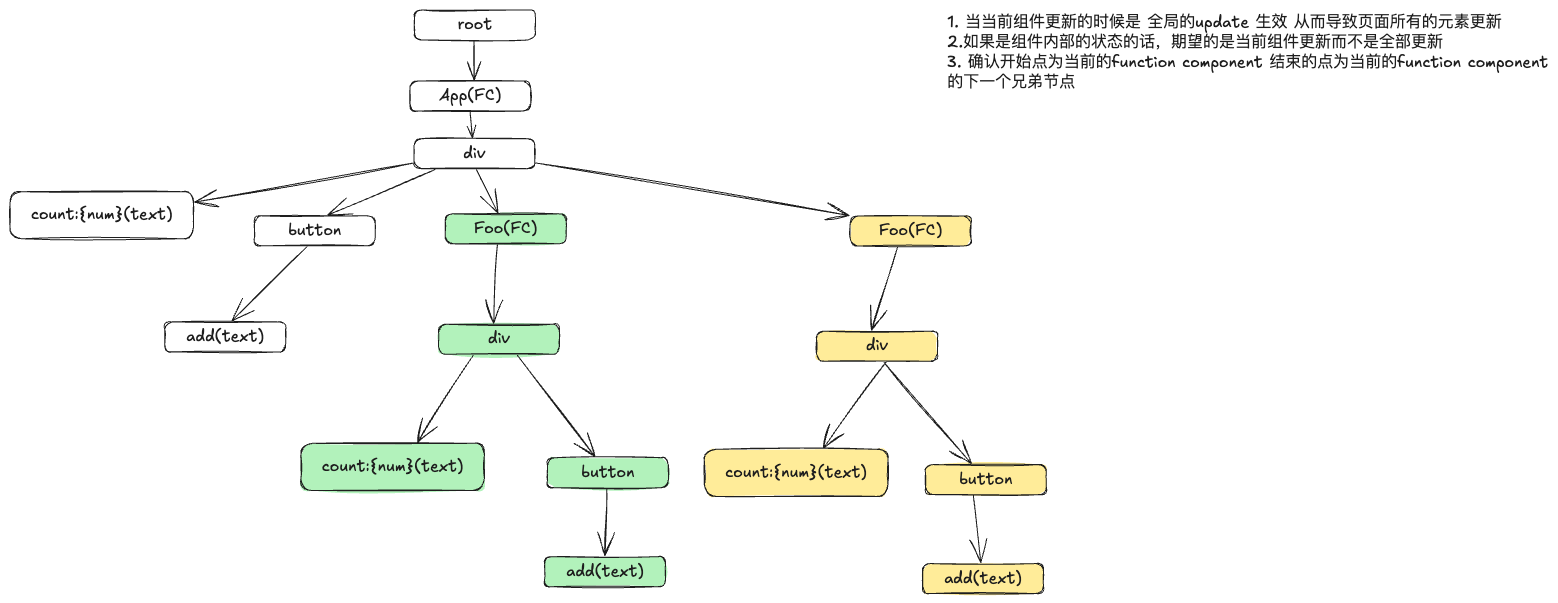 root
1. 当当前组件更新的时候是 全局的update 生效 从而导致页面所有的元素更新
2.如果是组件内部的状态的话，期望的是当前组件更新而不是全部更新
3. 确认开始点为当前的function component 结束的点为当前的function component
的下一个兄弟节点
App(FC)
div
count:{num}(text)
button
Foo(FC)
Foo(FC)
add(text)
div
div
count:{num}(text)
button
count:{num}(text)
button
add(text)
add(text)